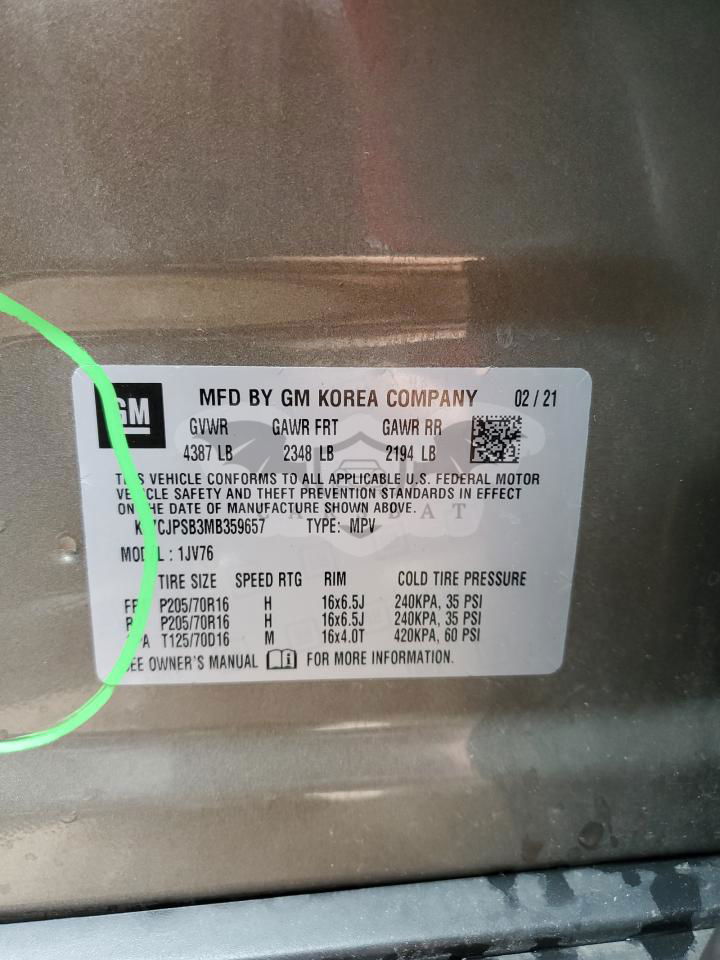 GM
MFD BY GM KOREA COMPANY 02 / 21
GVWR GAWR FRT GAWR RR
4387 LB 2348 LB 2194 LB
THIS VEHICLE CONFORMS TO ALL APPLICABLE U.S. FEDERAL MOTOR
VEHICLE SAFETY AND THEFT PREVENTION STANDARDS IN EFFECT
ON THE DATE OF MANUFACTURE SHOWN ABOVE.
TYPE: MPV
MODEL : 1JV76
TIRE SIZE SPEED RTG RIM COLD TIRE PRESSURE
P205/70R16 H 16x6.5J 240KPA, 35 PSI
P205/70R16 H 16x6.5J 240KPA, 35 PSI
T125/70D16 M 16x4.0T 420KPA, 60 PSI
SEE OWNER'S MANUAL FOR MORE INFORMATION.